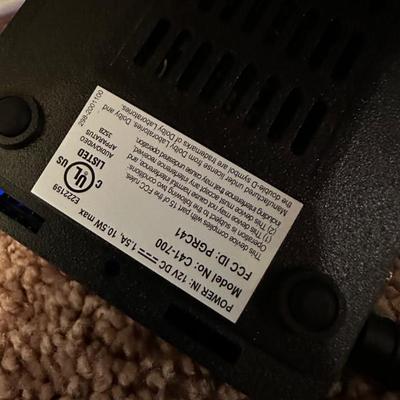 POWER IN: 12V DC ⎓ 1.5A 10.5W max
Model No: C41-700
FCC ID: PGRC41
This device complies with part 15 of the FCC rules.
Operation is subject to the following two conditions:
(1) This device may not cause harmful interference and
(2) This device must accept any interference received,
including interference that may cause undesired operation.
Manufactured under license from Dolby Laboratories. Dolby and
double-D symbol are trademarks of Dolby Laboratories.
E222159
C UL US
LISTED
AUDIO/VIDEO
APPARATUS
35ZB
298-2001100